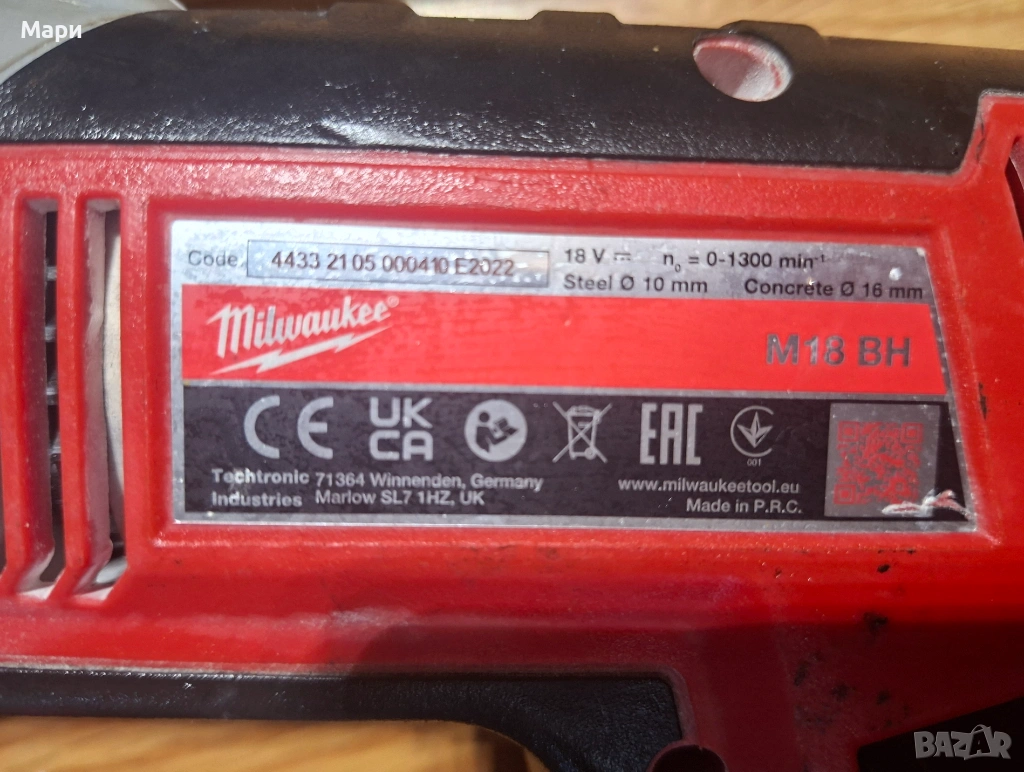 Мари
Code 4433 21 05 000410 E2022
18 V n₀ = 0-1300 min⁻¹
Steel Ø 10 mm Concrete Ø 16 mm
Milwaukee®
M18 BH
CE UK CA EAC 001
Techtronic Industries
71364 Winnenden, Germany
Marlow SL7 1HZ, UK
www.milwaukeetool.eu
Made in P.R.C.
BAZAR